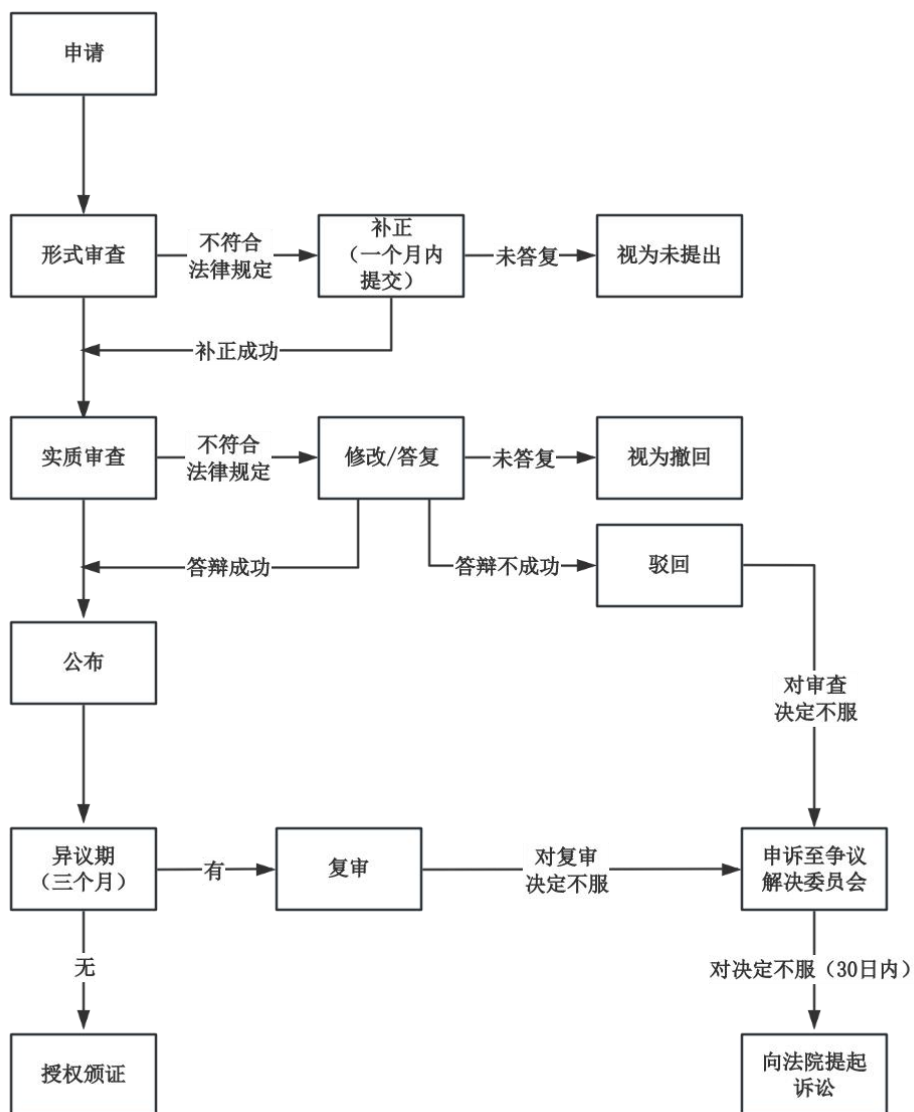 申请
形式审查
不符合
法律规定
补正
（一个月内
提交）
未答复
视为未提出
补正成功
实质审查
不符合
法律规定
修改/答复
未答复
视为撤回
答辩成功
答辩不成功
驳回
公布
对审查
决定不服
异议期
（三个月）
有
复审
对复审
决定不服
申诉至争议
解决委员会
无
对决定不服（30日内）
授权颁证
向法院提起
诉讼